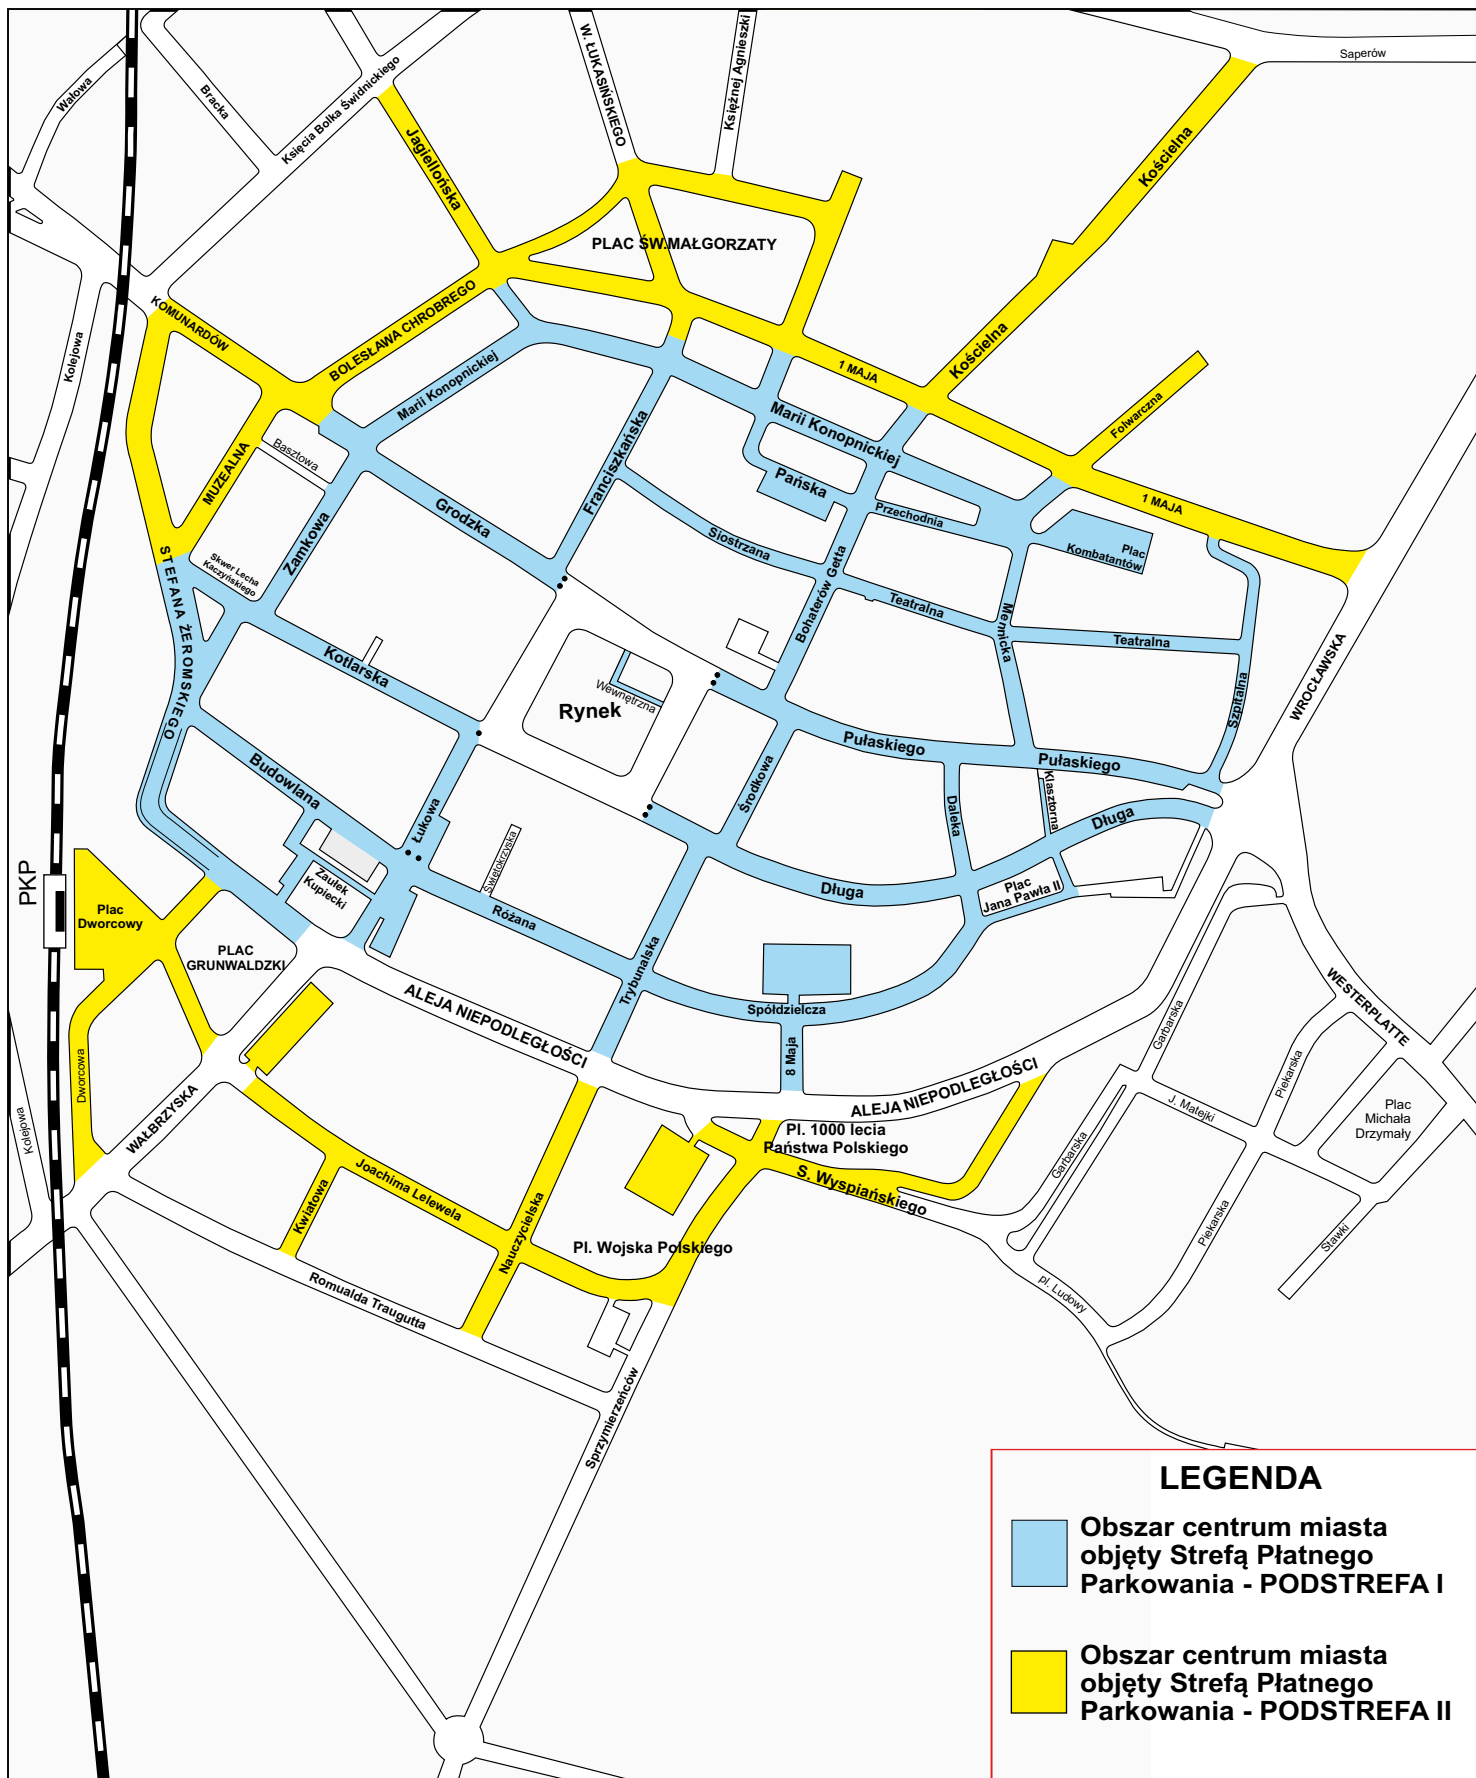 Saperów
W. ŁUKASIŃSKIEGO
Księżnej Agnieszki
Wałowa
Bracka
Księcia Bolka Świdnickiego
Jagiellońska
Kościelna
PLAC ŚW.MAŁGORZATY
KOMUNARDÓW
BOLESŁAWA CHROBREGO
Kolejowa
Marii Konopnickiej
1 MAJA
Kościelna
Folwarczna
Marii Konopnickiej
Basztowa
MUZEALNA
Franciszkańska
Pańska
Grodzka
Zamkowa
Przechodnia
1 MAJA
Siostrzana
Plac
Kombatantów
Skwer Lecha
Kaczyńskiego
STEFANA ŻEROMSKIEGO
Bohaterów Getta
Teatralna
Mennicka
Teatralna
Kotlarska
Wewnętrzna
Rynek
WROCŁAWSKA
Szpitalna
Pułaskiego
Pułaskiego
Budowlana
Środkowa
Klasztorna
Łukowa
Daleka
Długa
Świętokrzyska
PKP
Zaułek
Kupiecki
Długa
Plac
Jana Pawła II
Plac
Dworcowy
Różana
PLAC
GRUNWALDZKI
Trybunalska
ALEJA NIEPODLEGŁOŚCI
Spółdzielcza
WESTERPLATTE
Garbarska
8 Maja
Dworcowa
Kolejowa
WAŁBRZYSKA
ALEJA NIEPODLEGŁOŚCI
Piekarska
J. Matejki
Plac
Michała
Drzymały
Pl. 1000 lecia
Państwa Polskiego
Garbarska
Joachima Lelewela
S. Wyspiańskiego
Kwiatowa
Nauczycielska
Piekarska
Stawki
Pl. Wojska Polskiego
Romualda Traugutta
pl. Ludowy
Sprzymierzeńców
LEGENDA
Obszar centrum miasta
objęty Strefą Płatnego
Parkowania - PODSTREFA I
Obszar centrum miasta
objęty Strefą Płatnego
Parkowania - PODSTREFA II